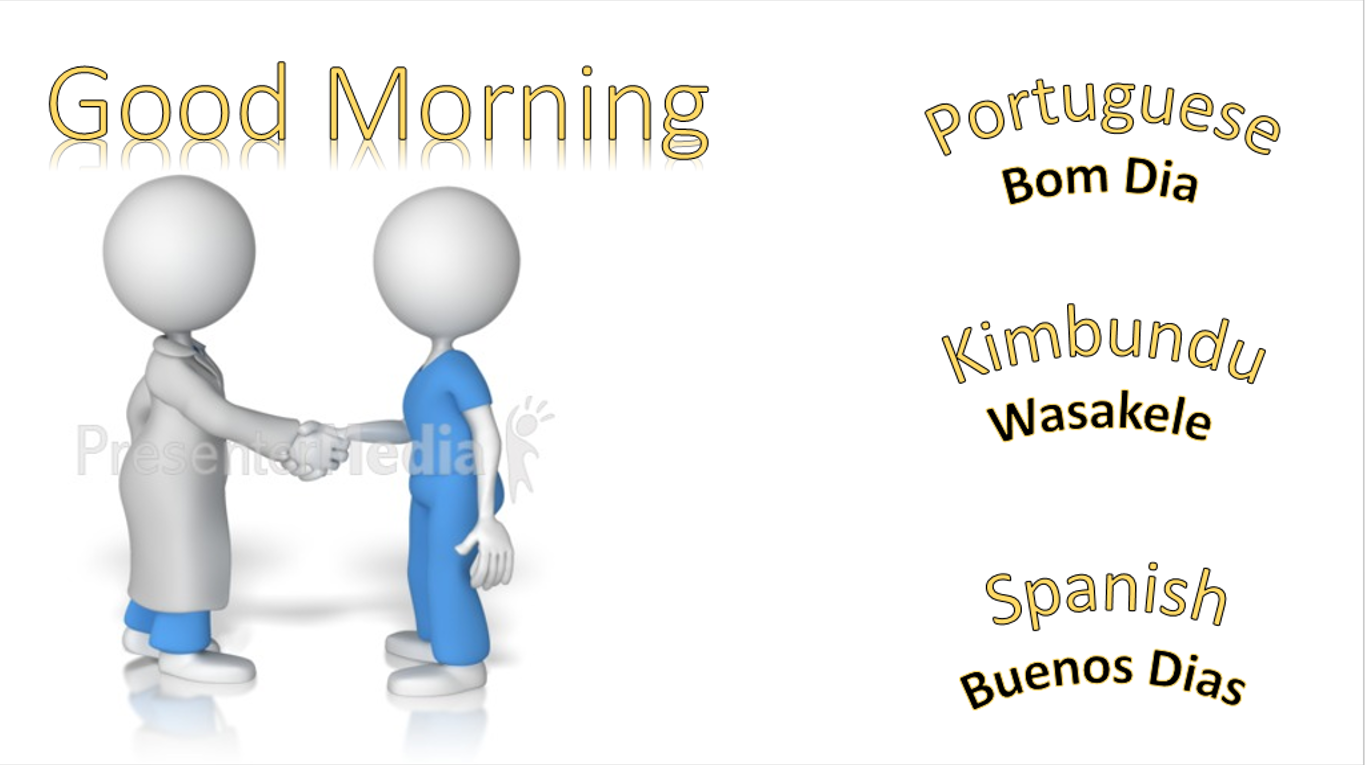 Good Morning
Portuguese
Bom Dia
Kimbundu
Wasakele
PresenterMedia
Spanish
Buenos Dias